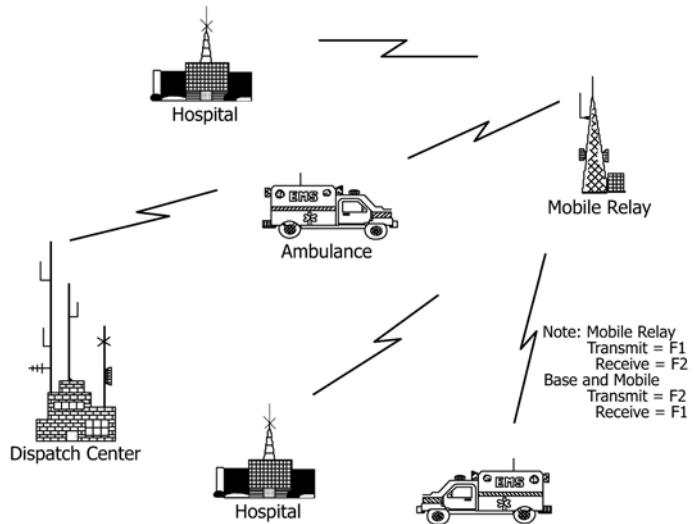 Hospital
EMS
Mobile Relay
Ambulance
Note: Mobile Relay
Transmit = F1
Receive = F2
Base and Mobile
Transmit = F2
Receive = F1
Dispatch Center
Hospital
EMS